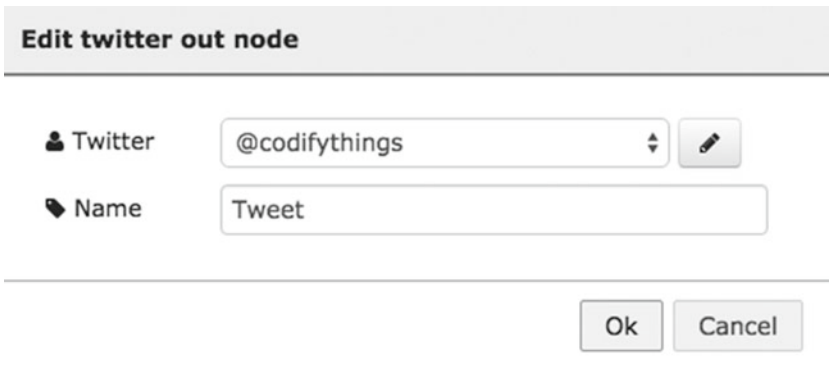 Edit twitter out node
Twitter @codifythings
Name Tweet
Ok Cancel